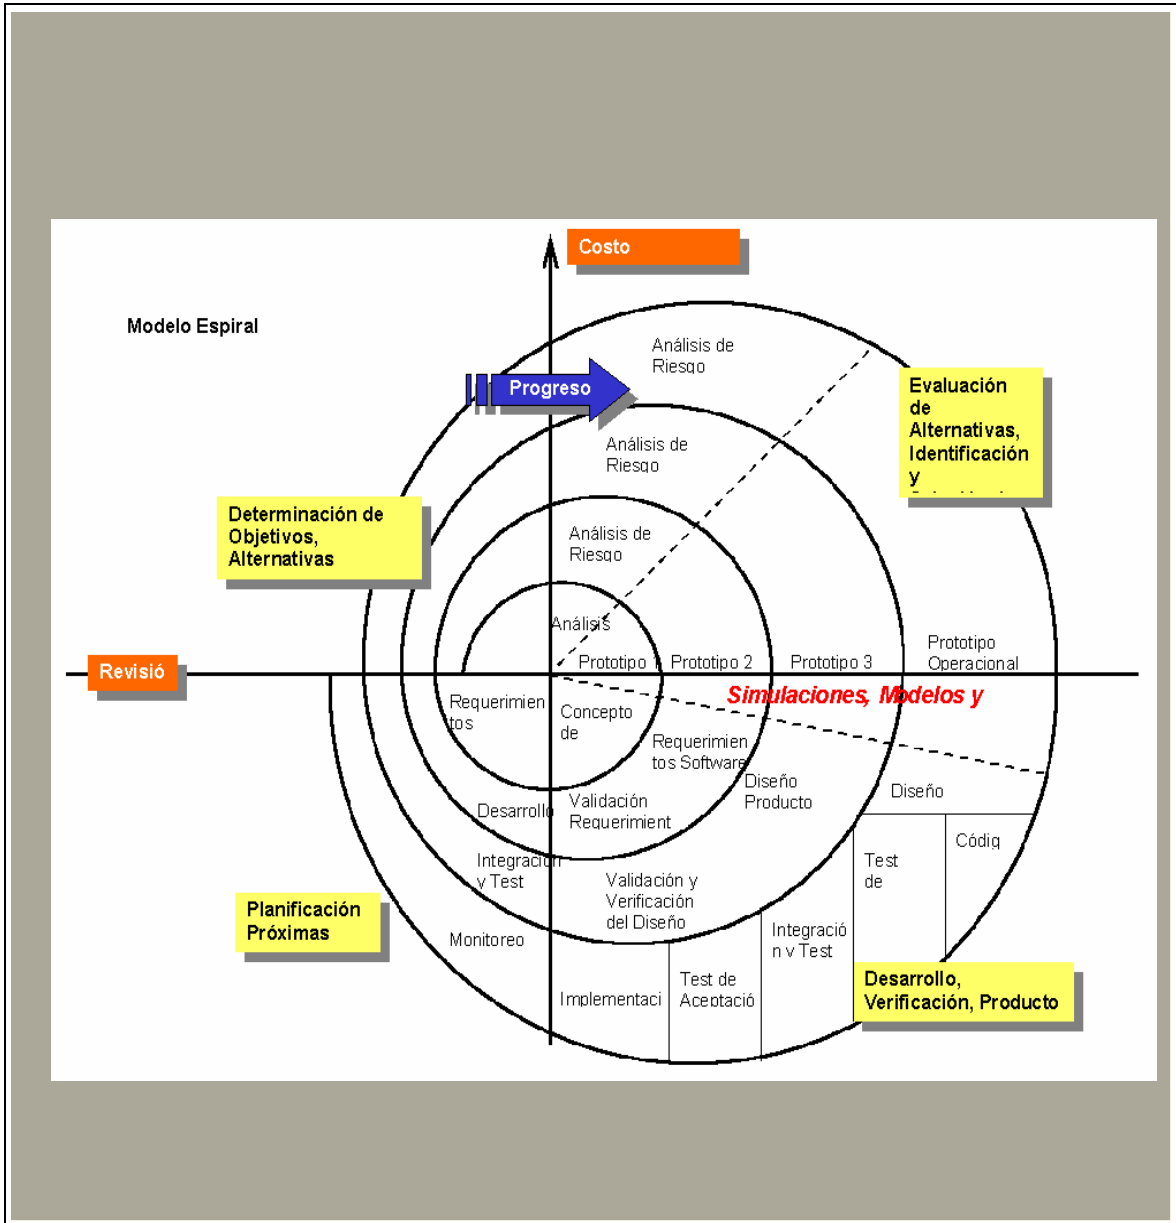 Costo
Modelo Espiral
Análisis de
Riesgo
Progreso
Evaluación
de
Alternativas,
Identificación
y
Análisis de
Riesgo
Determinación de
Objetivos,
Alternativas
Análisis de
Riesgo
Análisis
Prototipo 1
Prototipo 2
Prototipo 3
Prototipo
Operacional
Revisió
Simulaciones, Modelos y
Requerimien
tos
Concepto
de
Requerimien
tos Software
Diseño
Producto
Diseño
Desarrollo
Validación
Requerimient
Códig
Test
de
Integración
y Test
Validación y
Verificación
del Diseño
Planificación
Próximas
Monitoreo
Integració
n y Test
Implementaci
Test de
Aceptació
Desarrollo,
Verificación, Producto